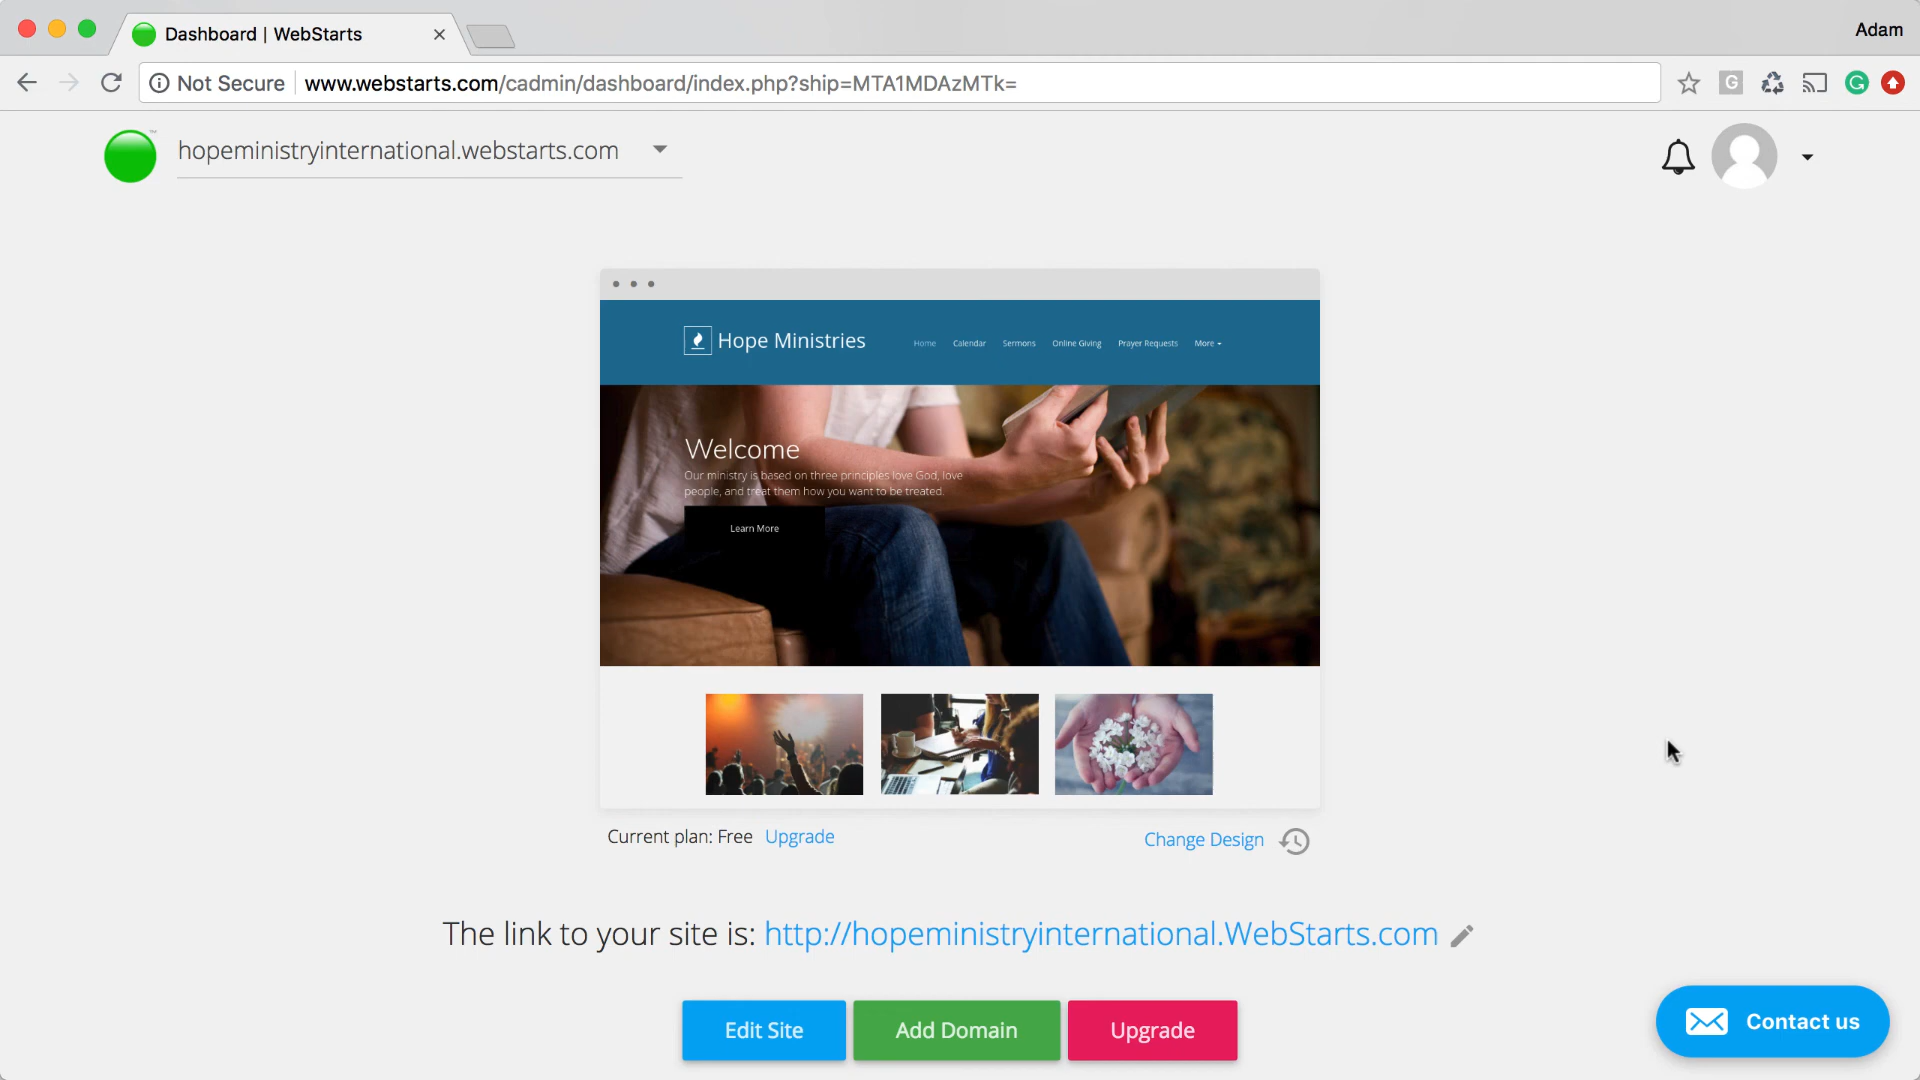 Dashboard | WebStarts
Adam
Not Secure
www.webstarts.com/cadmin/dashboard/index.php?ship=MTA1MDAzMTk=
hopeministryinternational.webstarts.com
Hope Ministries
Home Calendar Sermons Online Giving Prayer Requests More
Welcome
Our ministry is based on three principles love God, love
people, and treat them how you want to be treated.
Learn More
Current plan: Free Upgrade
Change Design
The link to your site is: http://hopeministryinternational.WebStarts.com
Edit Site
Add Domain
Upgrade
Contact us